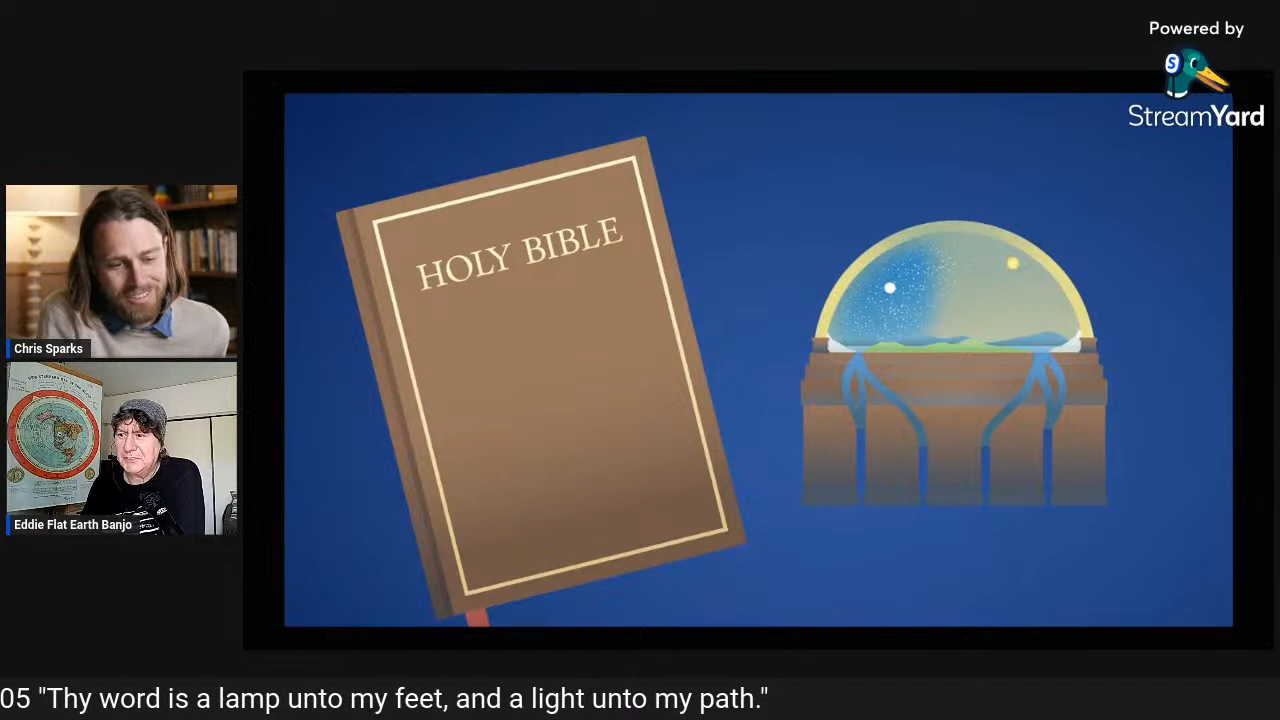 Powered by
StreamYard
S
HOLY BIBLE
Chris Sparks
Eddie Flat Earth Banjo
05 "Thy word is a lamp unto my feet, and a light unto my path."